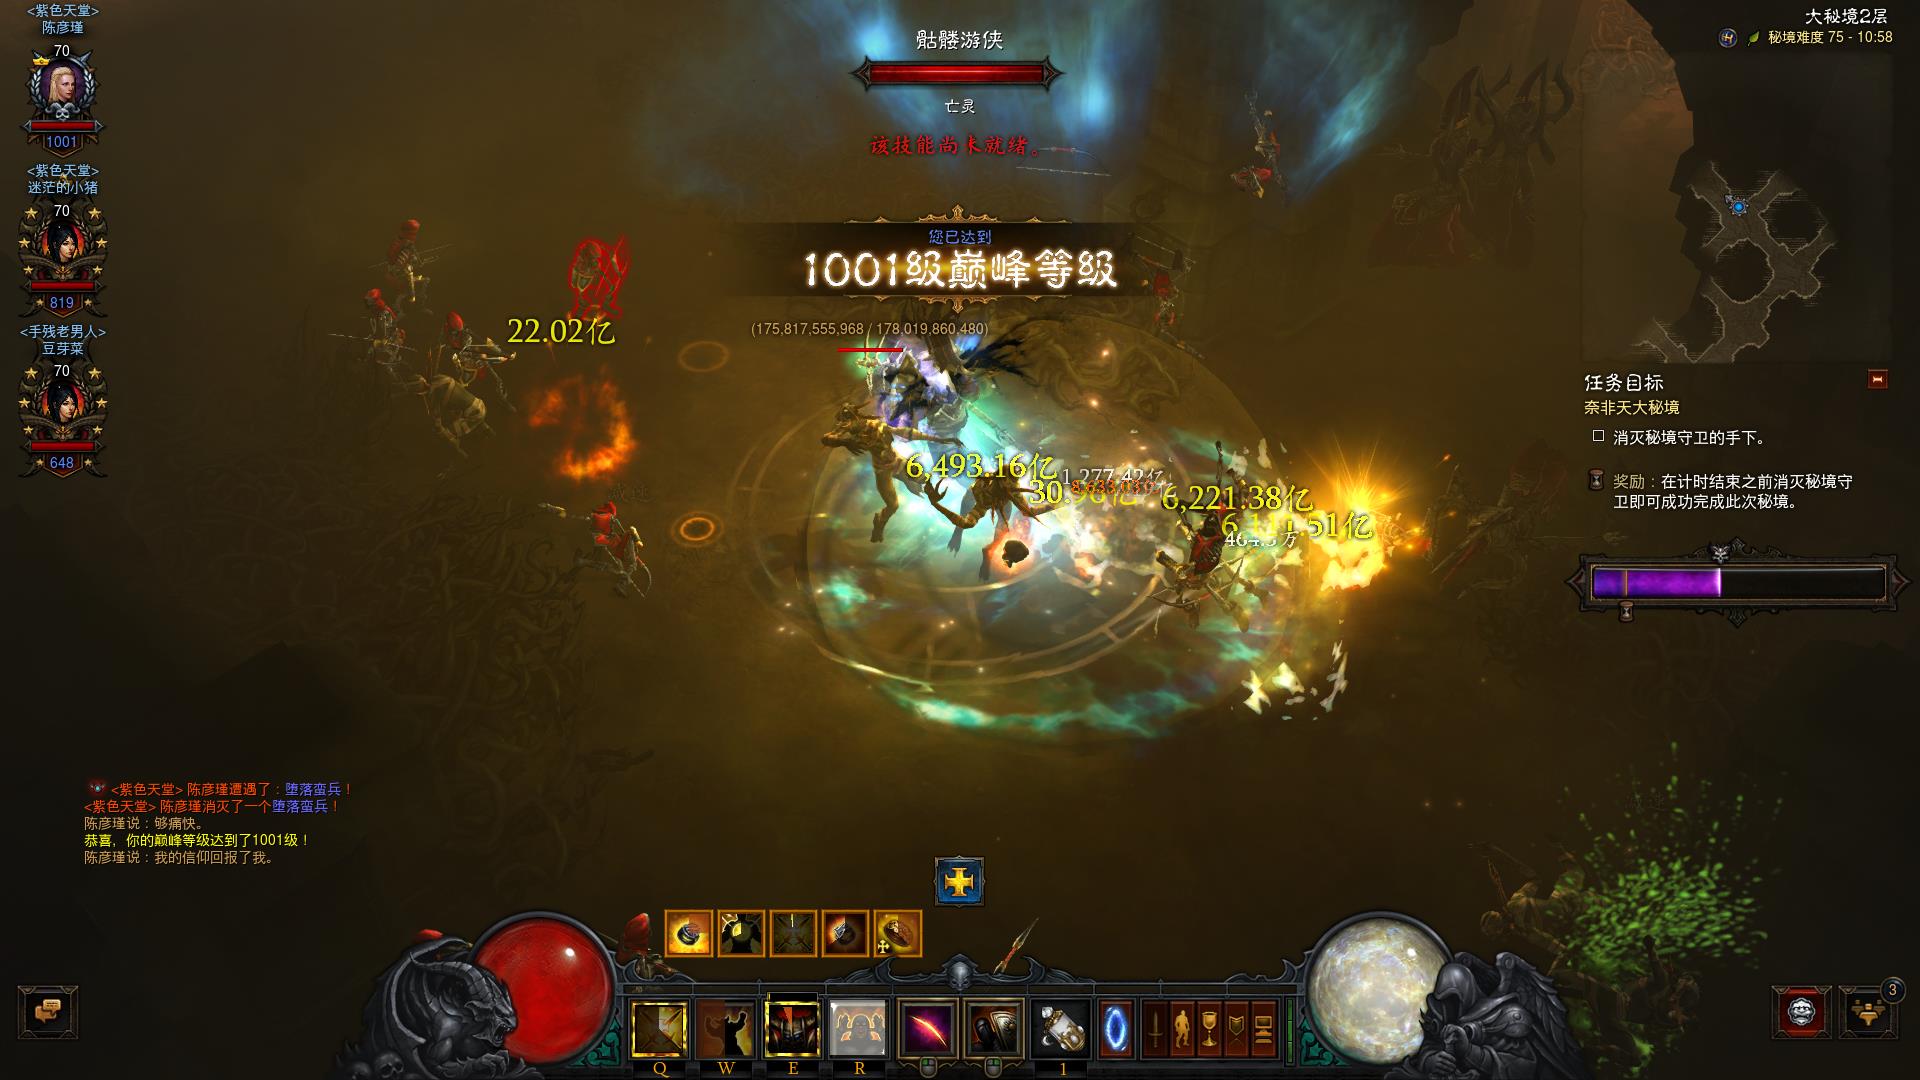 <紫色天堂>
陈彦瑾
70
1001
<紫色天堂>
迷茫的小猪
70
819
<手残老男人>
豆芽菜
70
648
骷髅游侠
亡灵
该技能尚未就绪。
您已达到
1001级巅峰等级
(175,817,555,968 / 178,019,860,480)
22.02亿
6,493.16亿
1,277.42亿
6,221.38亿
大秘境2层
秘境难度 75 - 10:58
任务目标
奈非天大秘境
消灭秘境守卫的手下。
奖励：在计时结束之前消灭秘境守
卫即可成功完成此次秘境。
<紫色天堂> 陈彦瑾遭遇了：堕落蛮兵！
<紫色天堂> 陈彦瑾消灭了一个堕落蛮兵！
陈彦瑾说：够痛快。
恭喜，你的巅峰等级达到了1001级！
陈彦瑾说：我的信仰回报了我。
Q
W
E
R
1
3